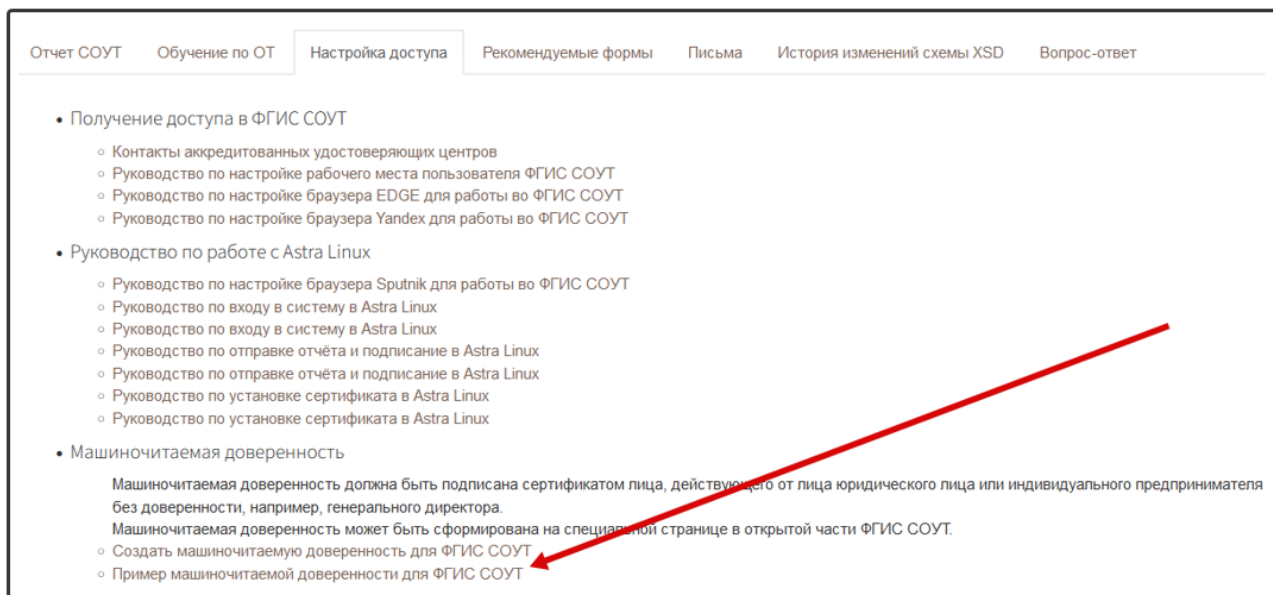 Отчет СОУТ Обучение по ОТ Настройка доступа Рекомендуемые формы Письма История изменений схемы XSD Вопрос-ответ
• Получение доступа в ФГИС СОУТ
◦ Контакты аккредитованных удостоверяющих центров
◦ Руководство по настройке рабочего места пользователя ФГИС СОУТ
◦ Руководство по настройке браузера EDGE для работы во ФГИС СОУТ
◦ Руководство по настройке браузера Yandex для работы во ФГИС СОУТ
• Руководство по работе с Astra Linux
◦ Руководство по настройке браузера Sputnik для работы во ФГИС СОУТ
◦ Руководство по входу в систему в Astra Linux
◦ Руководство по входу в систему в Astra Linux
◦ Руководство по отправке отчёта и подписание в Astra Linux
◦ Руководство по отправке отчёта и подписание в Astra Linux
◦ Руководство по установке сертификата в Astra Linux
◦ Руководство по установке сертификата в Astra Linux
• Машиночитаемая доверенность
Машиночитаемая доверенность должна быть подписана сертификатом лица, действующего от лица юридического лица или индивидуального предпринимателя
без доверенности, например, генерального директора.
Машиночитаемая доверенность может быть сформирована на специальной странице в открытой части ФГИС СОУТ.
◦ Создать машиночитаемую доверенность для ФГИС СОУТ
◦ Пример машиночитаемой доверенности для ФГИС СОУТ